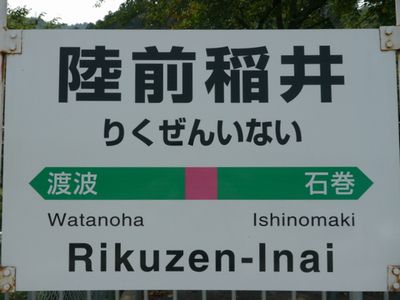 陸前稲井
りくぜんいない
渡波 石巻
Watanoha Ishinomaki
Rikuzen-Inai